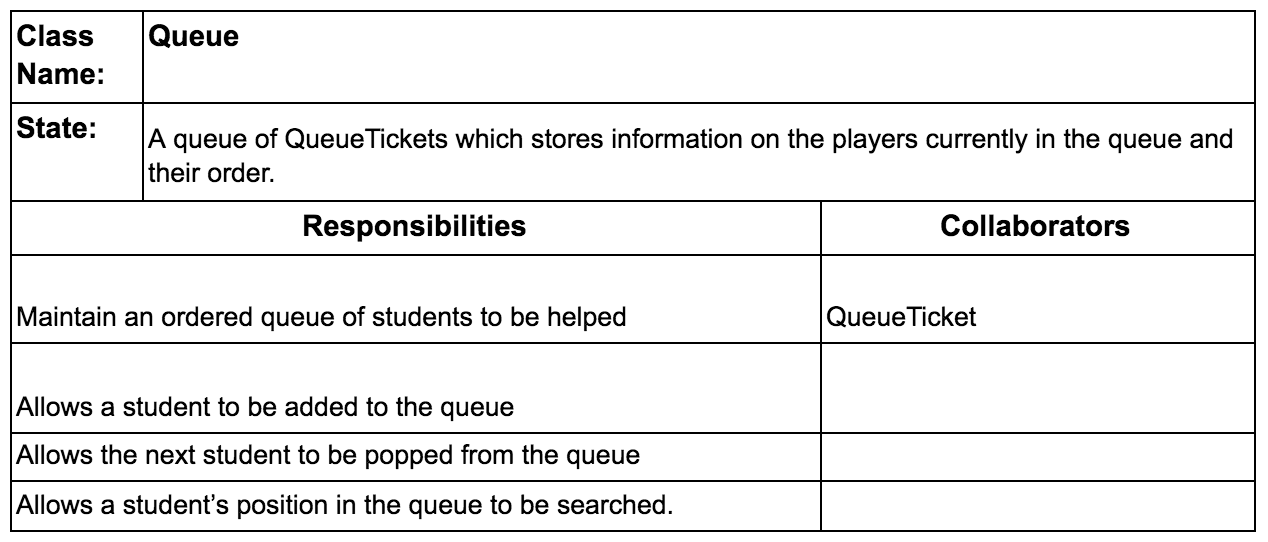 Class
Name:
Queue
State:
A queue of QueueTickets which stores information on the players currently in the queue and
their order.
Responsibilities
Collaborators
Maintain an ordered queue of students to be helped
QueueTicket
Allows a student to be added to the queue
Allows the next student to be popped from the queue
Allows a student’s position in the queue to be searched.